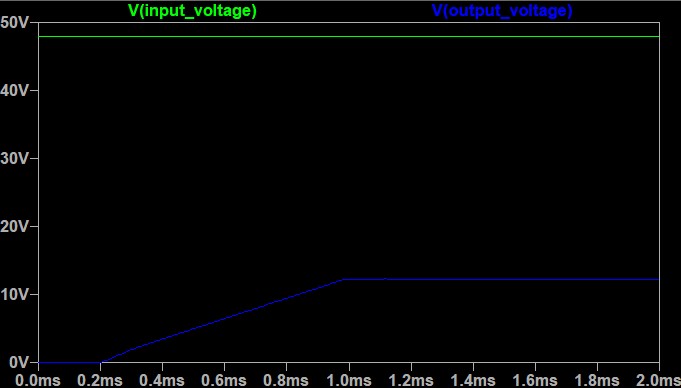 V(input_voltage) V(output_voltage)
50V
40V
30V
20V
10V
0V
0.0ms 0.2ms 0.4ms 0.6ms 0.8ms 1.0ms 1.2ms 1.4ms 1.6ms 1.8ms 2.0ms